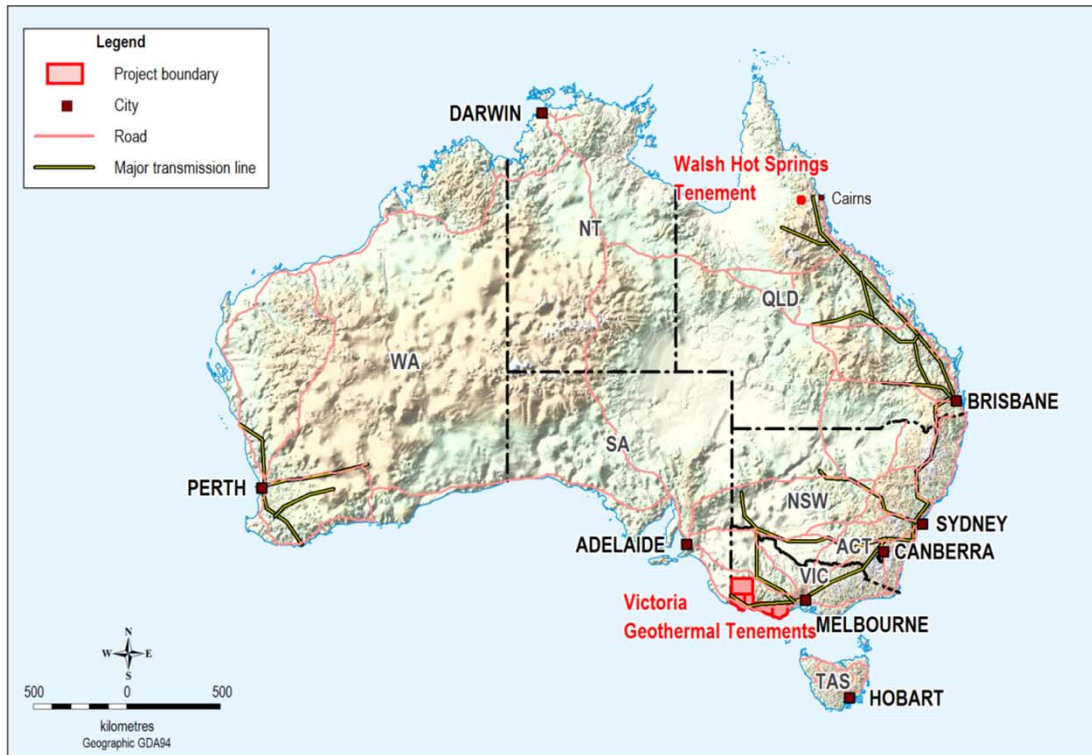 Legend
Project boundary
City
Road
Major transmission line
DARWIN
Walsh Hot Springs
Tenement
Cairns
NT
QLD
WA
BRISBANE
SA
PERTH
NSW
SYDNEY
ADELAIDE
ACT
CANBERRA
VIC
Victoria
Geothermal Tenements
MELBOURNE
TAS
HOBART
N
W
E
S
500
0
500
kilometres
Geographic GDA94